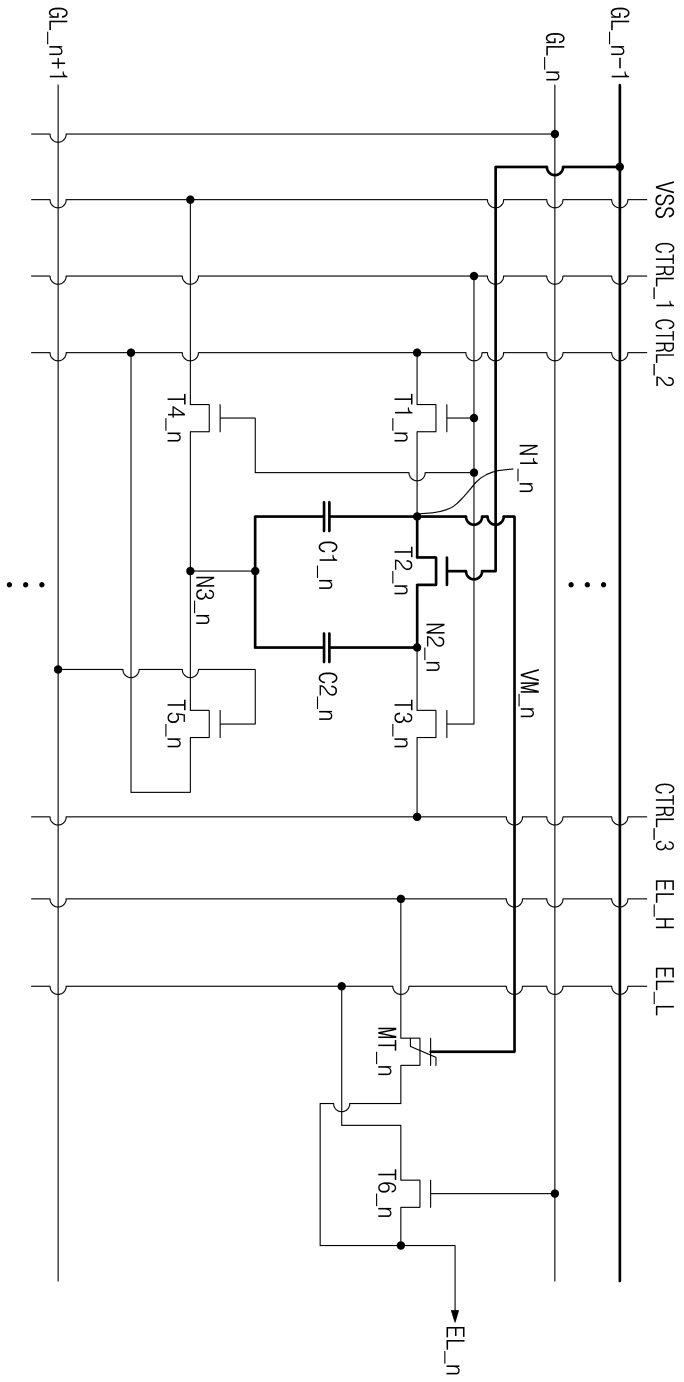 GL_n-1
GL_n
GL_n+1
VSS
CTRL_1
CTRL_2
CTRL_3
EL_H
EL_L
T1_n
N1_n
T2_n
N2_n
T3_n
VM_n
C1_n
C2_n
T4_n
N3_n
T5_n
MT_n
T6_n
EL_n